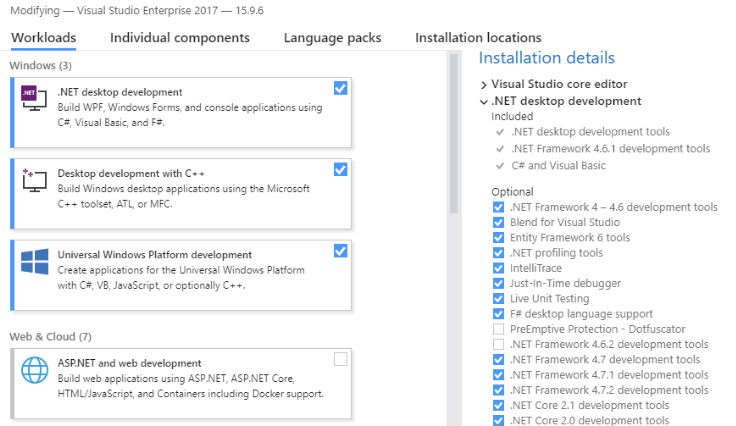 Modifying — Visual Studio Enterprise 2017 — 15.9.6
Workloads Individual components Language packs Installation locations
Windows (3)
.NET
.NET desktop development
Build WPF, Windows Forms, and console applications using
C#, Visual Basic, and F#.
Desktop development with C++
Build Windows desktop applications using the Microsoft
C++ toolset, ATL, or MFC.
Universal Windows Platform development
Create applications for the Universal Windows Platform
with C#, VB, JavaScript, or optionally C++.
Web & Cloud (7)
ASP.NET and web development
Build web applications using ASP.NET, ASP.NET Core,
HTML/JavaScript, and Containers including Docker support.
Installation details
Visual Studio core editor
.NET desktop development
Included
.NET desktop development tools
.NET Framework 4.6.1 development tools
C# and Visual Basic
Optional
.NET Framework 4 – 4.6 development tools
Blend for Visual Studio
Entity Framework 6 tools
.NET profiling tools
IntelliTrace
Just-In-Time debugger
Live Unit Testing
F# desktop language support
PreEmptive Protection - Dotfuscator
.NET Framework 4.6.2 development tools
.NET Framework 4.7 development tools
.NET Framework 4.7.1 development tools
.NET Framework 4.7.2 development tools
.NET Core 2.1 development tools
.NET Core 2.0 development tools